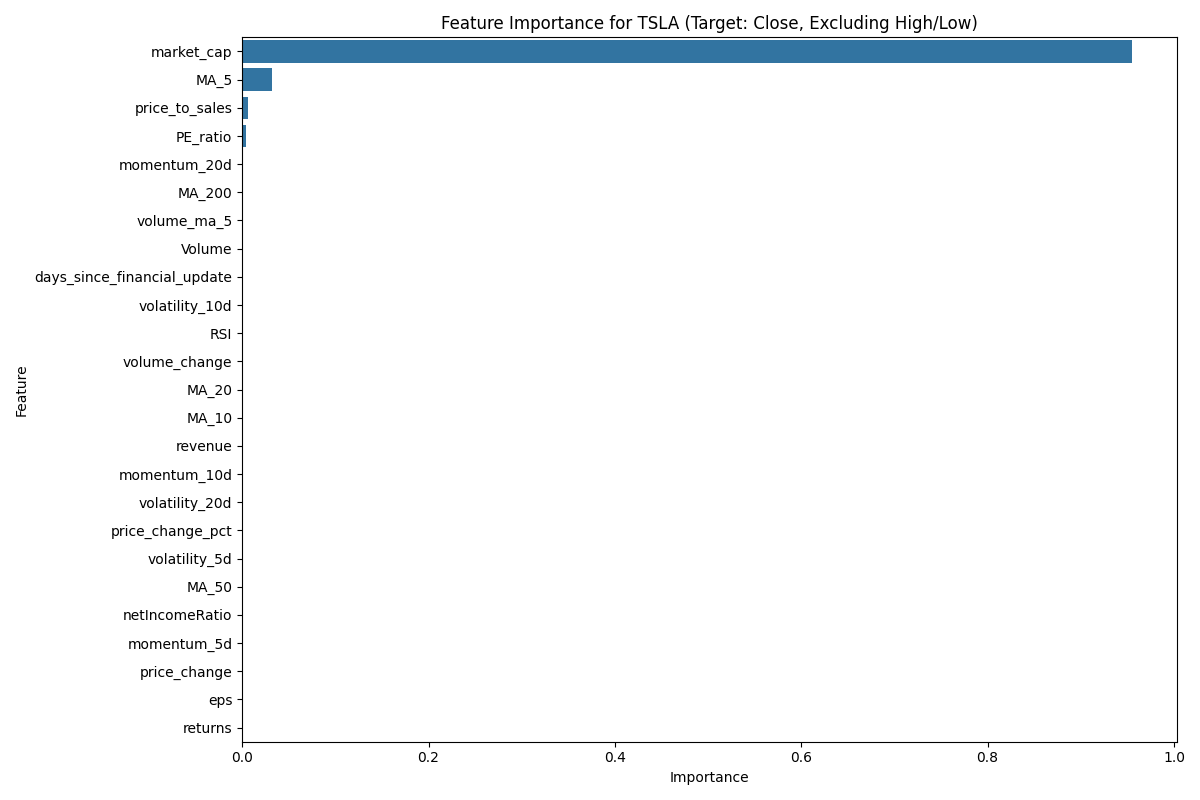 Feature Importance for TSLA (Target: Close, Excluding High/Low)
market_cap
MA_5
price_to_sales
PE_ratio
momentum_20d
MA_200
volume_ma_5
Volume
days_since_financial_update
volatility_10d
RSI
volume_change
MA_20
MA_10
revenue
momentum_10d
volatility_20d
price_change_pct
volatility_5d
MA_50
netIncomeRatio
momentum_5d
price_change
eps
returns
Feature
0.0 0.2 0.4 0.6 0.8 1.0
Importance